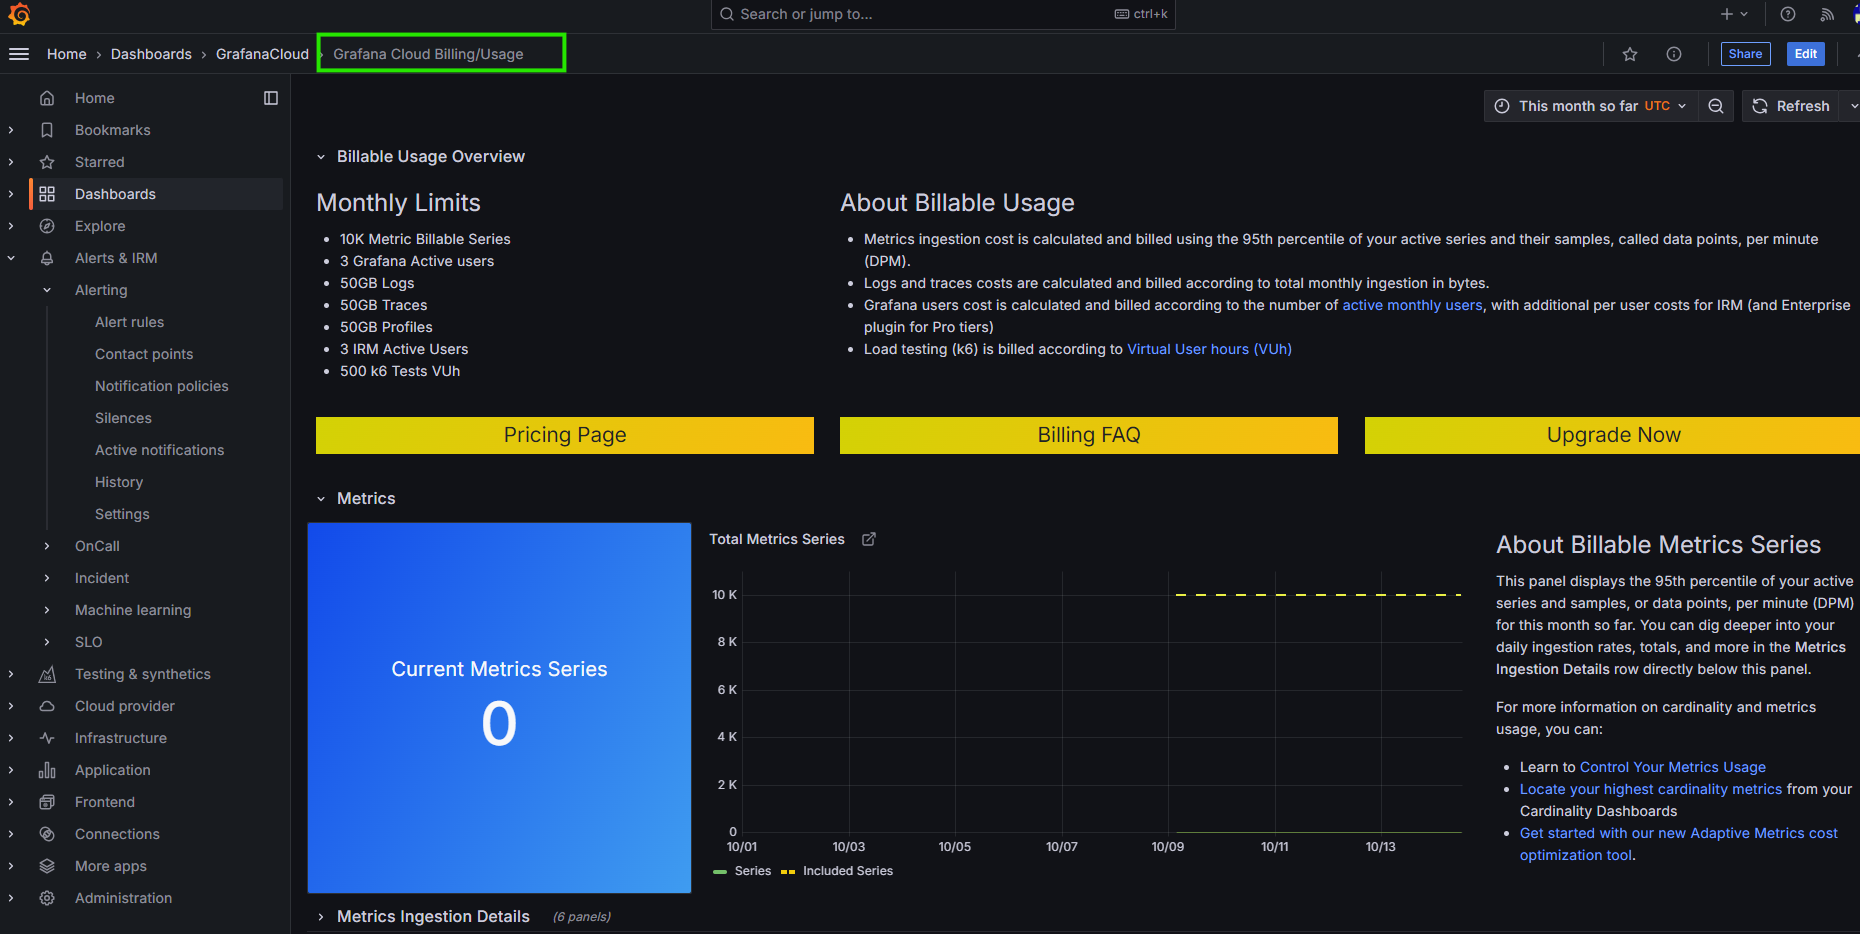 Search or jump to...
ctrl+k
Home › Dashboards › GrafanaCloud › Grafana Cloud Billing/Usage
Share
Edit
Home
Bookmarks
Starred
Dashboards
Explore
Alerts & IRM
Alerting
Alert rules
Contact points
Notification policies
Silences
Active notifications
History
Settings
OnCall
Incident
Machine learning
SLO
Testing & synthetics
Cloud provider
Infrastructure
Application
Frontend
Connections
More apps
Administration
This month so far UTC
Refresh
Billable Usage Overview
Monthly Limits
• 10K Metric Billable Series
• 3 Grafana Active users
• 50GB Logs
• 50GB Traces
• 50GB Profiles
• 3 IRM Active Users
• 500 k6 Tests VUh
About Billable Usage
• Metrics ingestion cost is calculated and billed using the 95th percentile of your active series and their samples, called data points, per minute
(DPM).
• Logs and traces costs are calculated and billed according to total monthly ingestion in bytes.
• Grafana users cost is calculated and billed according to the number of active monthly users, with additional per user costs for IRM (and Enterprise
plugin for Pro tiers)
• Load testing (k6) is billed according to Virtual User hours (VUh)
Pricing Page
Billing FAQ
Upgrade Now
Metrics
Current Metrics Series
0
Total Metrics Series
10 K
8 K
6 K
4 K
2 K
0
10/01 10/03 10/05 10/07 10/09 10/11 10/13
Series Included Series
About Billable Metrics Series
This panel displays the 95th percentile of your active
series and samples, or data points, per minute (DPM)
for this month so far. You can dig deeper into your
daily ingestion rates, totals, and more in the Metrics
Ingestion Details row directly below this panel.
For more information on cardinality and metrics
usage, you can:
• Learn to Control Your Metrics Usage
• Locate your highest cardinality metrics from your
Cardinality Dashboards
• Get started with our new Adaptive Metrics cost
optimization tool.
Metrics Ingestion Details (6 panels)